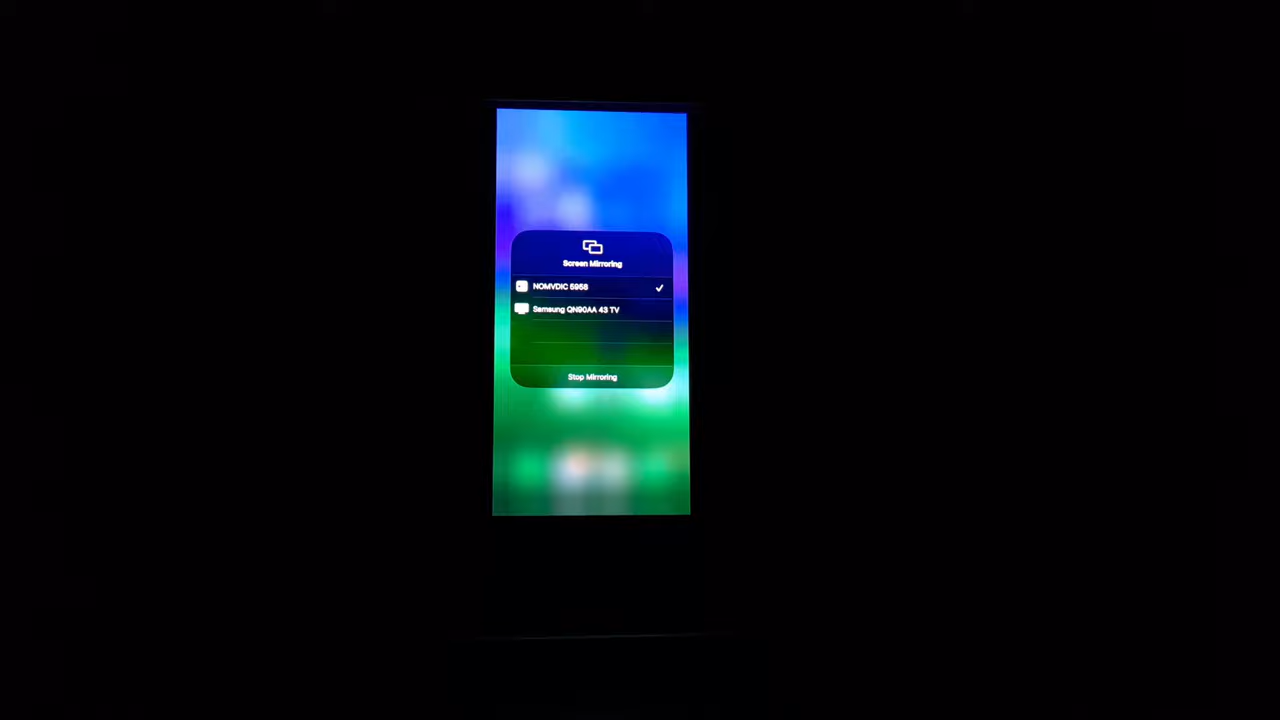 Screen Mirroring
NOMVDIC 5958
Samsung QN90AA 43 TV
Stop Mirroring